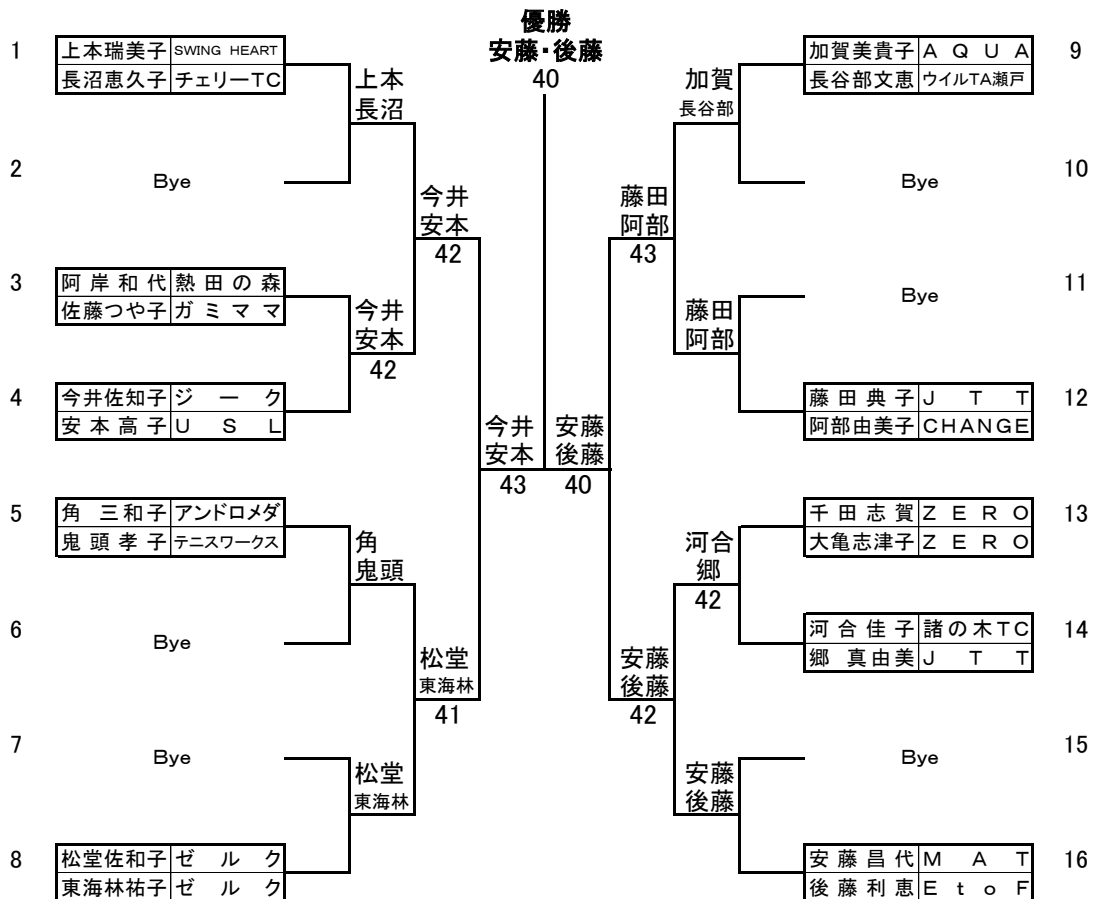 優勝
安藤・後藤
40
1
上本瑞美子 SWING HEART
長沼恵久子 チェリーTC
上本
長沼
2
Bye
今井
安本
42
3
阿岸和代 熱田の森
佐藤つや子 ガミママ
今井
安本
42
4
今井佐知子 ジーク
安本高子 USL
今井
安本
43
5
角 三和子 アンドロメダ
鬼頭孝子 テニスワークス
角
鬼頭
6
Bye
松堂
東海林
41
7
Bye
松堂
東海林
8
松堂佐和子 ゼルク
東海林祐子 ゼルク
加賀美貴子 AQUA
長谷部文恵 ウイルTA瀬戸
9
加賀
長谷部
Bye
10
藤田
阿部
43
Bye
11
藤田
阿部
藤田典子 JTT
阿部由美子 CHANGE
12
安藤
後藤
40
千田志賀 ZERO
大亀志津子 ZERO
13
河合
郷
42
河合佳子 諸の木TC
郷 真由美 JTT
14
安藤
後藤
42
Bye
15
安藤
後藤
安藤昌代 MAT
後藤利恵 EtoF
16